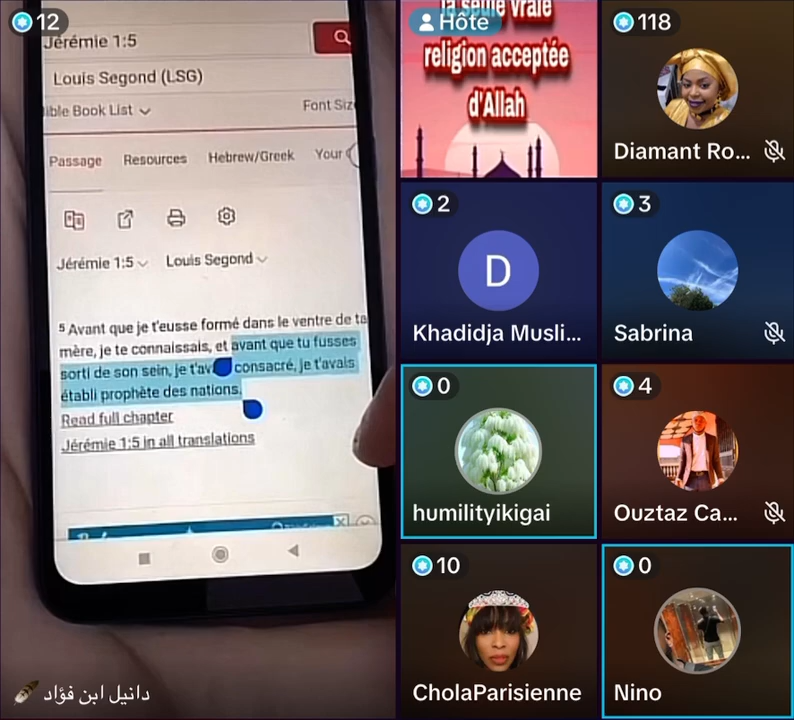 12
Jérémie 1:5
Louis Segond (LSG)
ible Book List
Font Siz
Passage
Resources
Hebrew/Greek
Your
Jérémie 1:5
Louis Segond
5 Avant que je t'eusse formé dans le ventre de ta
mère, je te connaissais, et avant que tu fusses
sorti de son sein, je t'av consacré, je t'avais
établi prophète des nations.
Read full chapter
Jérémie 1:5 in all translations
دانيل ابن فؤاد
Hôte
la seule vraie
religion acceptée
d'Allah
118
Diamant Ro...
2
D
Khadidja Musli...
3
Sabrina
0
humilityikigai
4
Ouztaz Ca...
10
CholaParisienne
0
Nino